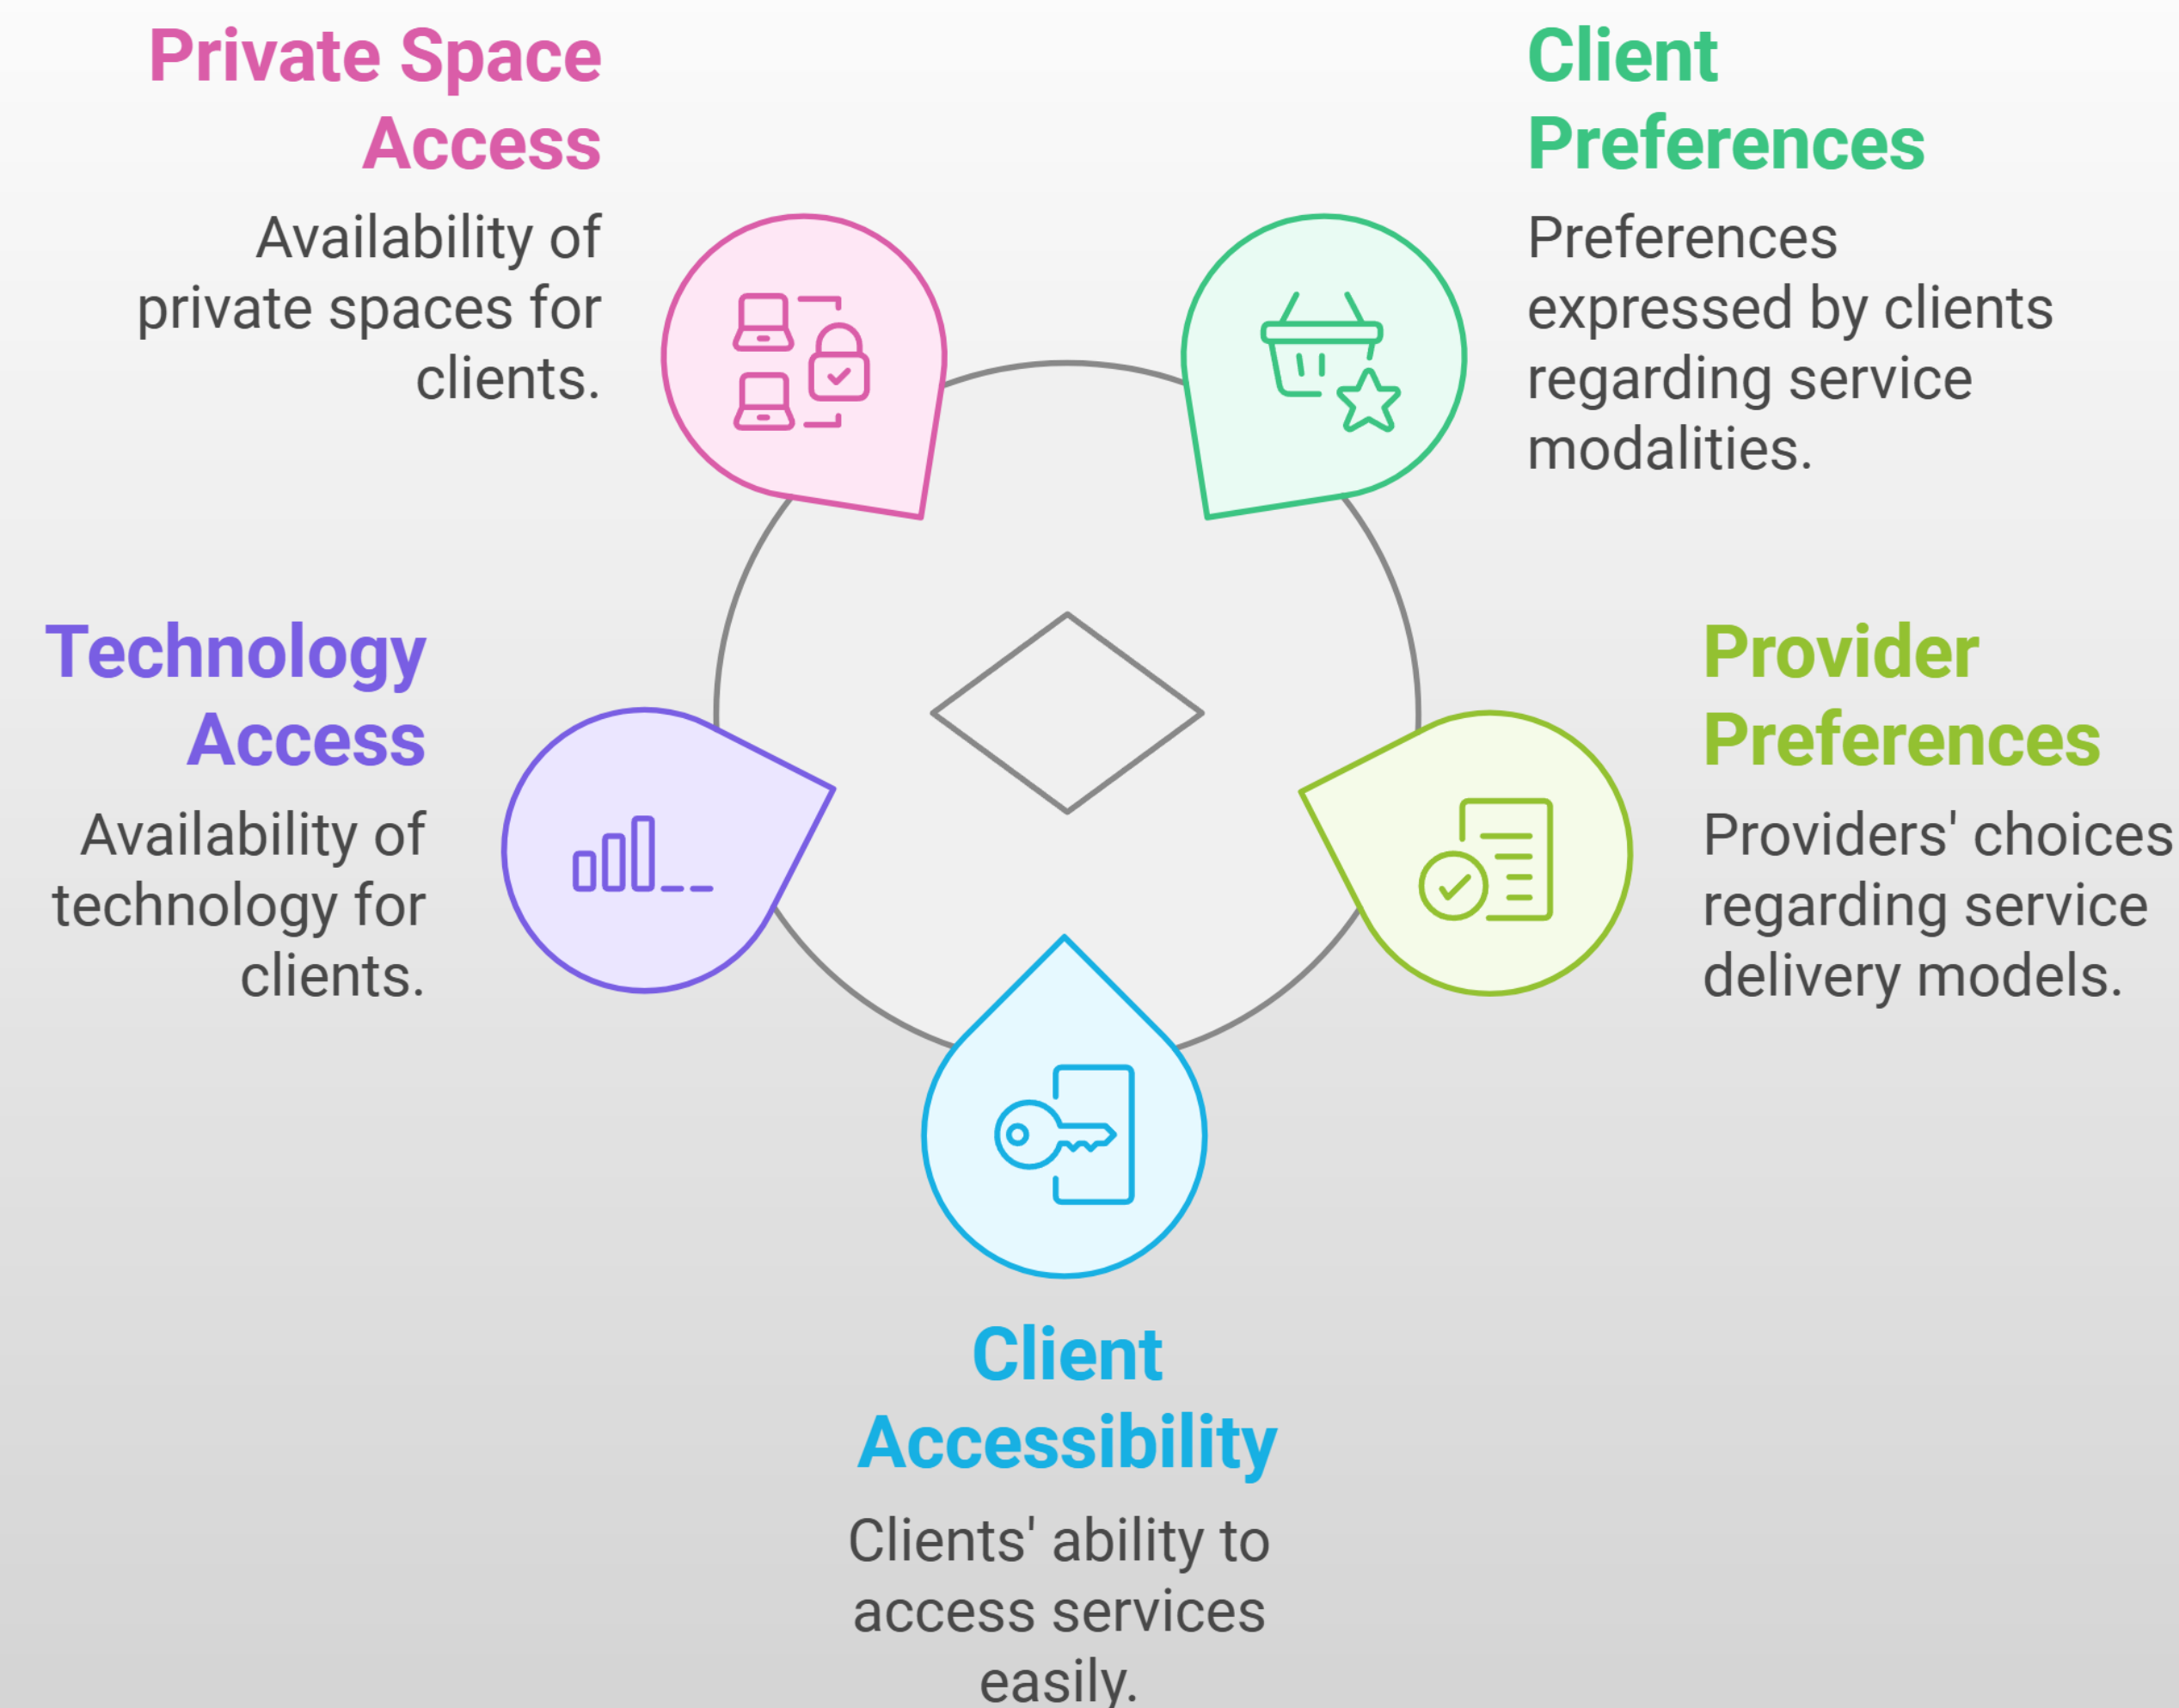 Private Space
Access
Availability of
private spaces for
clients.
Client
Preferences
Preferences
expressed by clients
regarding service
modalities.
Technology
Access
Availability of
technology for
clients.
Provider
Preferences
Providers' choices
regarding service
delivery models.
Client
Accessibility
Clients' ability to
access services
easily.